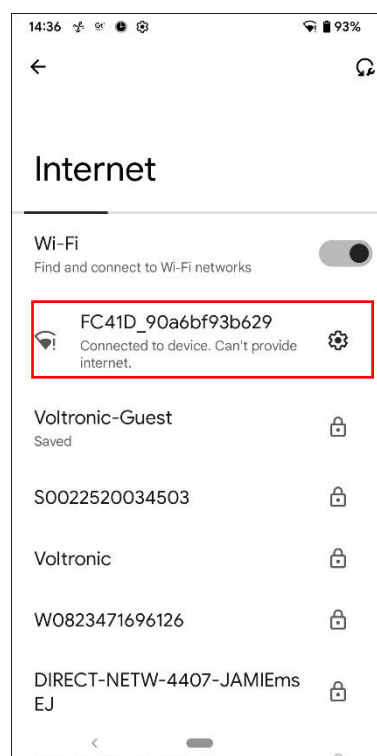 14:36 93%
Internet
Wi-Fi
Find and connect to Wi-Fi networks
FC41D_90a6bf93b629
Connected to device. Can't provide
internet.
Voltronic-Guest
Saved
S0022520034503
Voltronic
W0823471696126
DIRECT-NETW-4407-JAMIEms
EJ